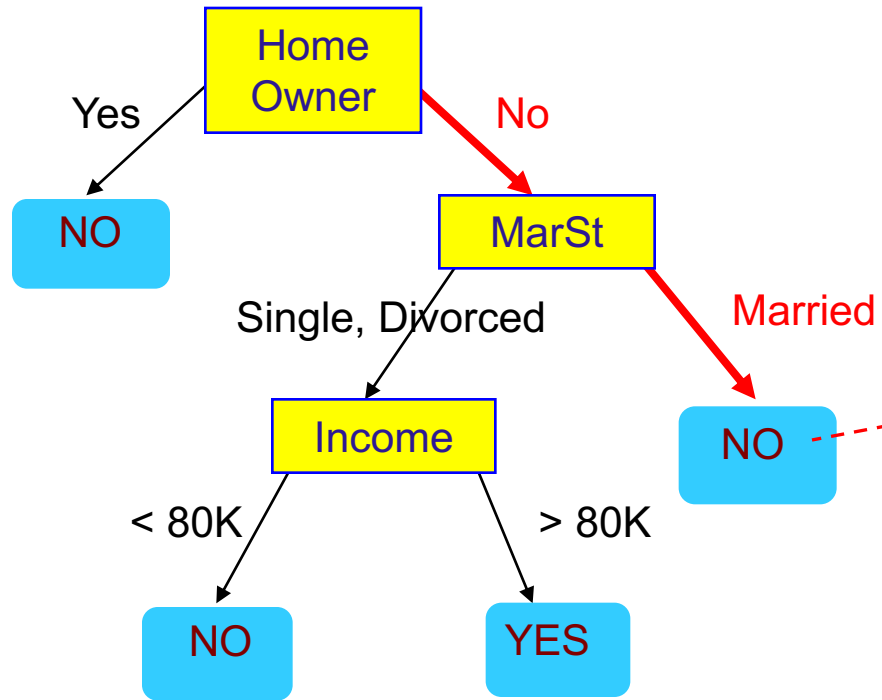 Home
Owner
Yes
No
NO
MarSt
Single, Divorced
Married
Income
NO
< 80K
> 80K
NO
YES